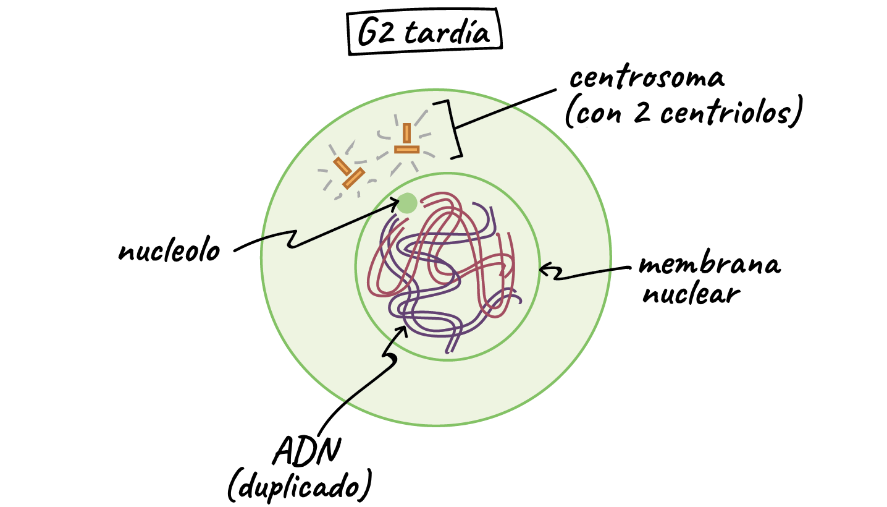 G2 tardía
centrosoma
(con 2 centriolos)
nucleolo
membrana
nuclear
ADN
(duplicado)